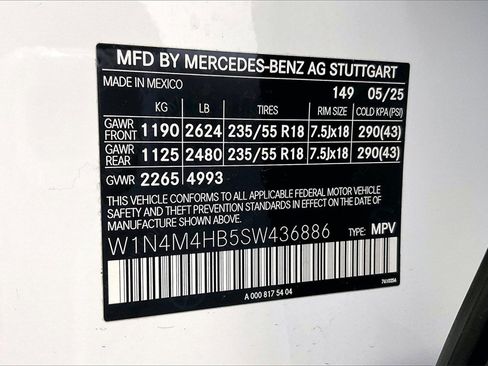 MFD BY MERCEDES-BENZ AG STUTTGART
MADE IN MEXICO 149 05/25
KG LB TIRES RIM SIZE COLD KPA (PSI)
GAWR FRONT 1190 2624 235/55 R18 7.5Jx18 290(43)
GAWR REAR 1125 2480 235/55 R18 7.5Jx18 290(43)
GVWR 2265 4993
THIS VEHICLE CONFORMS TO ALL APPLICABLE FEDERAL MOTOR VEHICLE
SAFETY AND THEFT PREVENTION STANDARDS IN EFFECT ON THE DATE
OF MANUFACTURE SHOWN ABOVE.
W1N4M4HB5SW436886 TYPE: MPV
A 000 817 54 04